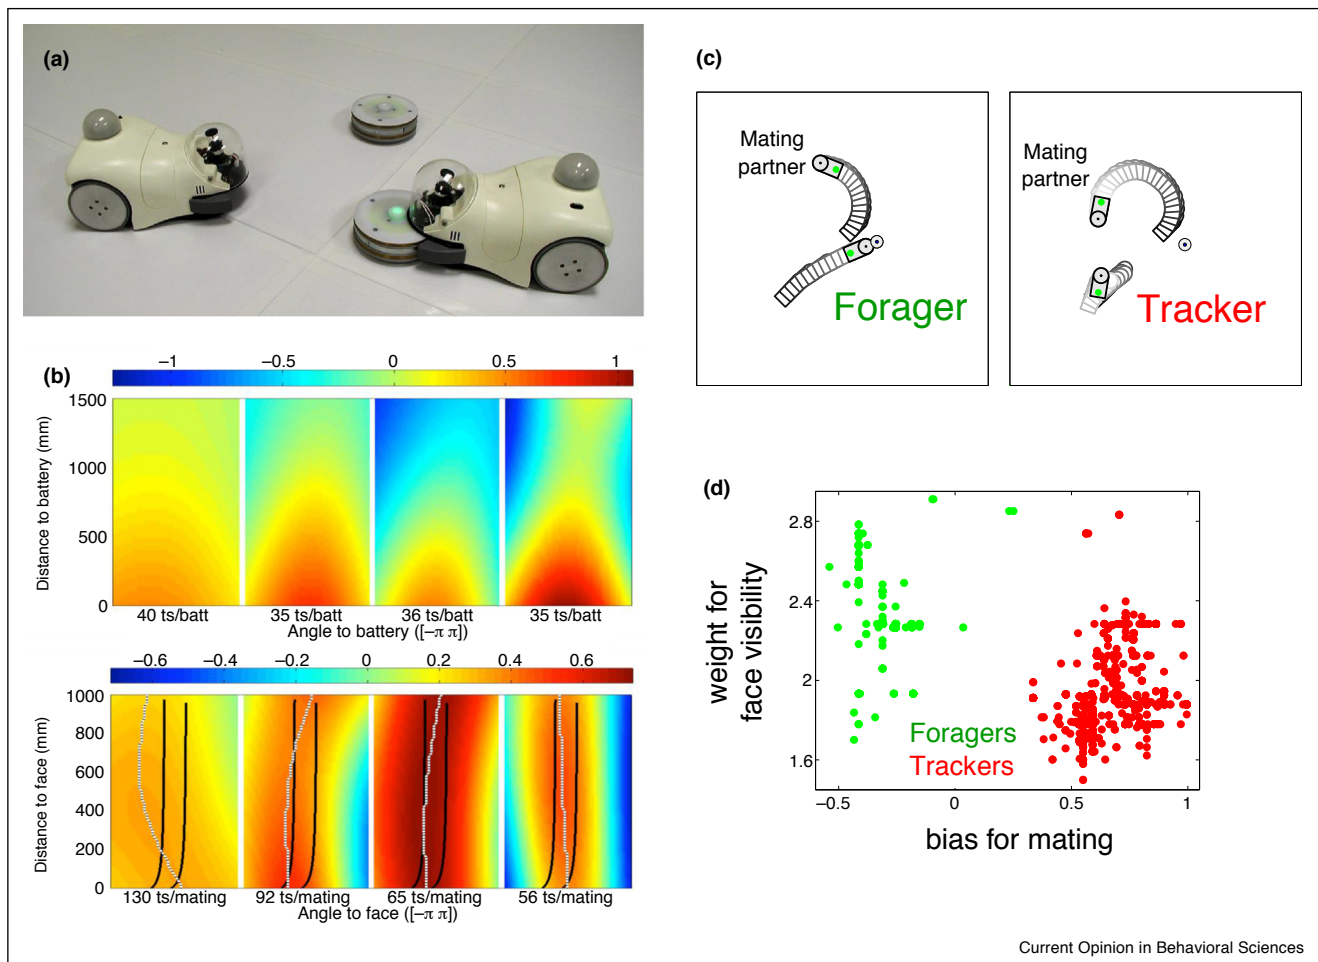 (a)
(b)
−1 −0.5 0 0.5 1
Distance to battery (mm)
1500
1000
500
0
40 ts/batt 35 ts/batt 36 ts/batt 35 ts/batt
Angle to battery ([−π π])
−0.6 −0.4 −0.2 0 0.2 0.4 0.6
Distance to face (mm)
1000
800
600
400
200
0
130 ts/mating 92 ts/mating 65 ts/mating 56 ts/mating
Angle to face ([−π π])
(c)
Mating
partner
Forager
Mating
partner
Tracker
(d)
weight for
face visibility
2.8
2.4
2
1.6
Foragers
Trackers
−0.5 0 0.5 1
bias for mating
Current Opinion in Behavioral Sciences